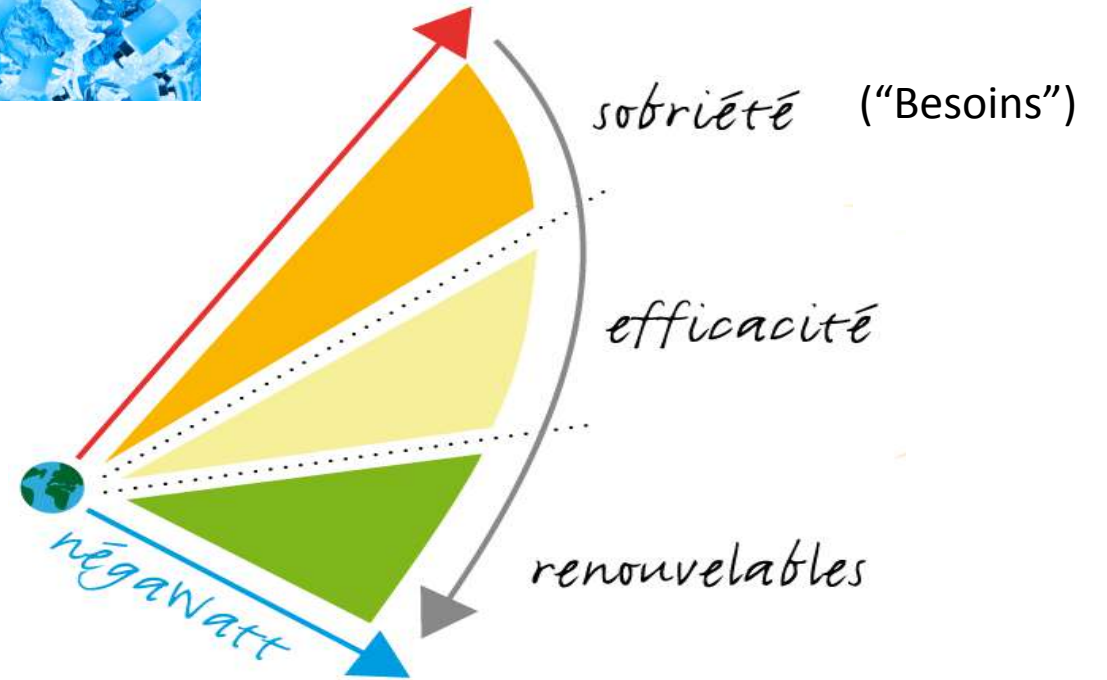 sobriété (“Besoins”)
efficacité
renouvelables
négaWatt